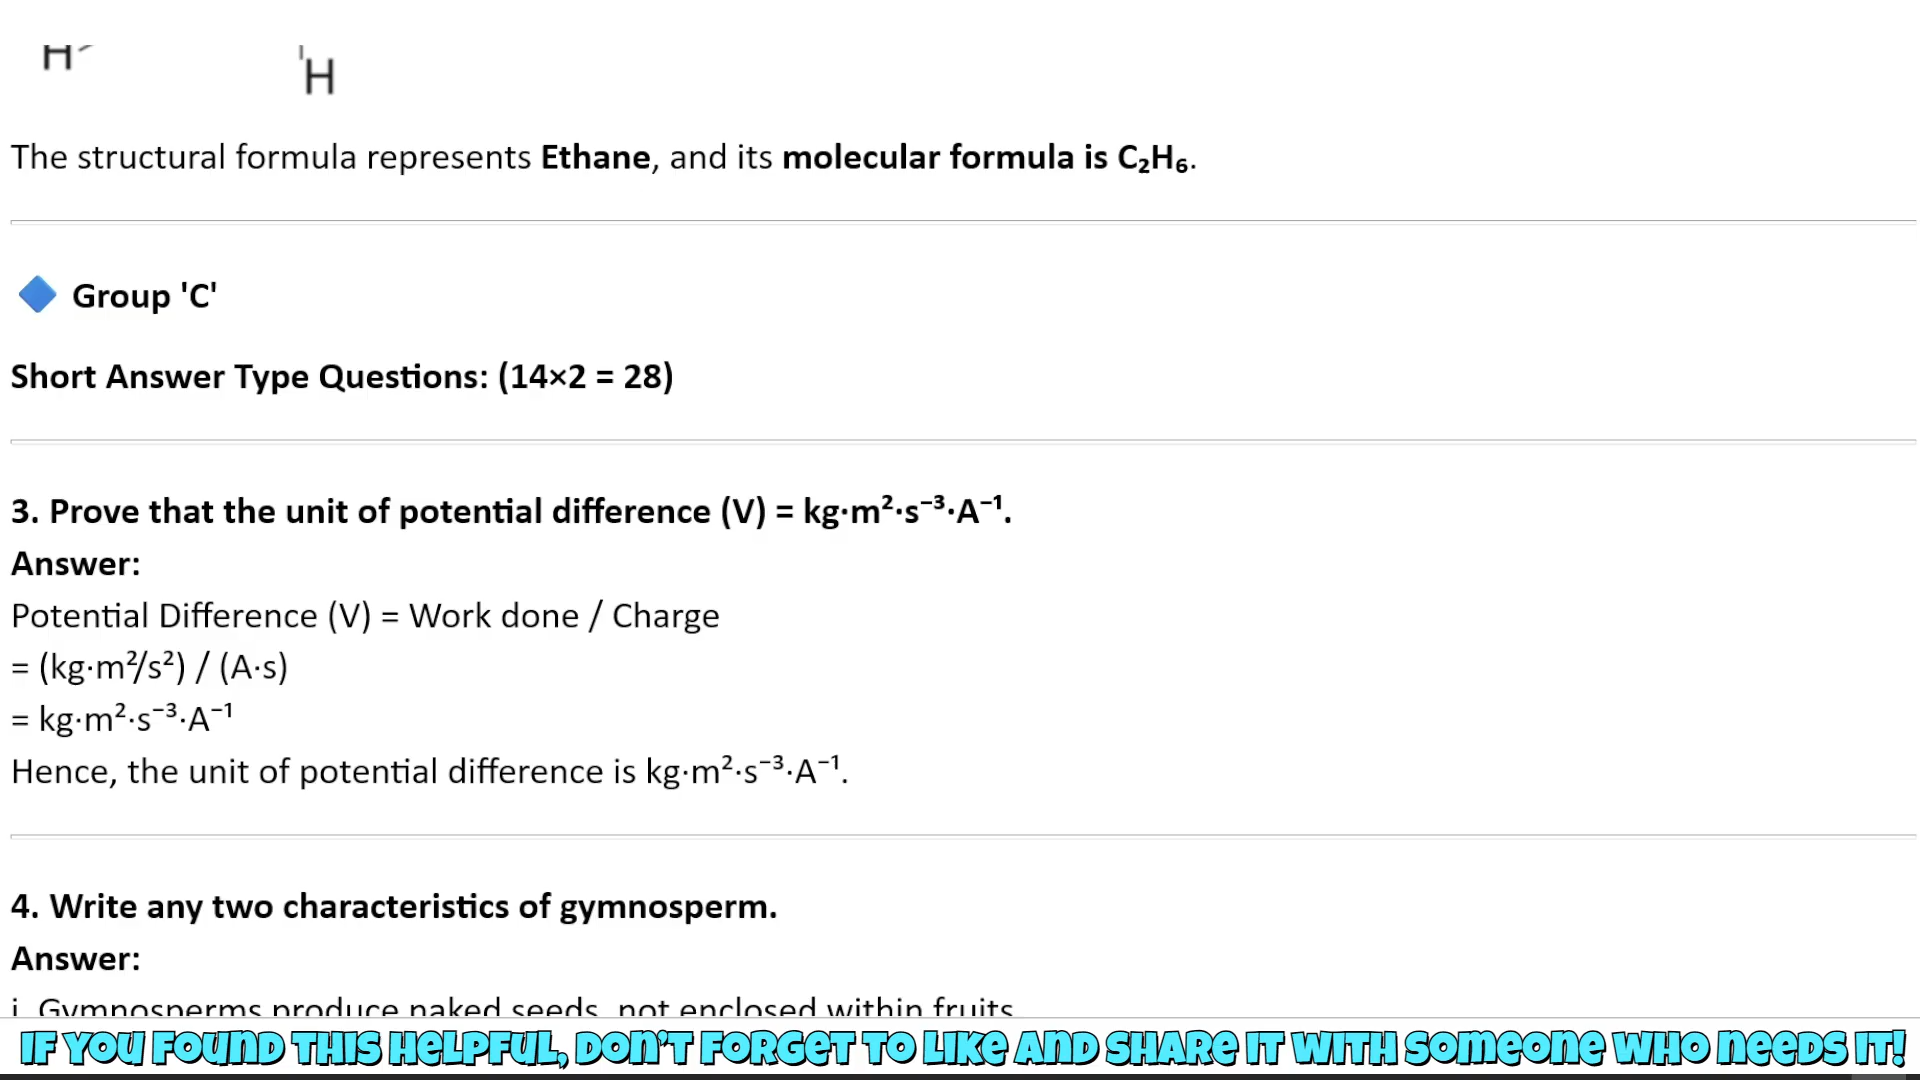 H
H
The structural formula represents Ethane, and its molecular formula is C₂H₆.
Group 'C'
Short Answer Type Questions: (14×2 = 28)
3. Prove that the unit of potential difference (V) = kg·m²·s⁻³·A⁻¹.
Answer:
Potential Difference (V) = Work done / Charge
= (kg·m²/s²) / (A·s)
= kg·m²·s⁻³·A⁻¹
Hence, the unit of potential difference is kg·m²·s⁻³·A⁻¹.
4. Write any two characteristics of gymnosperm.
Answer:
i. Gymnosperms produce naked seeds, not enclosed within fruits.
IF YOU FOUND THIS HELPFUL, DON'T FORGET TO LIKE AND SHARE IT WITH SOMEONE WHO NEEDS IT!